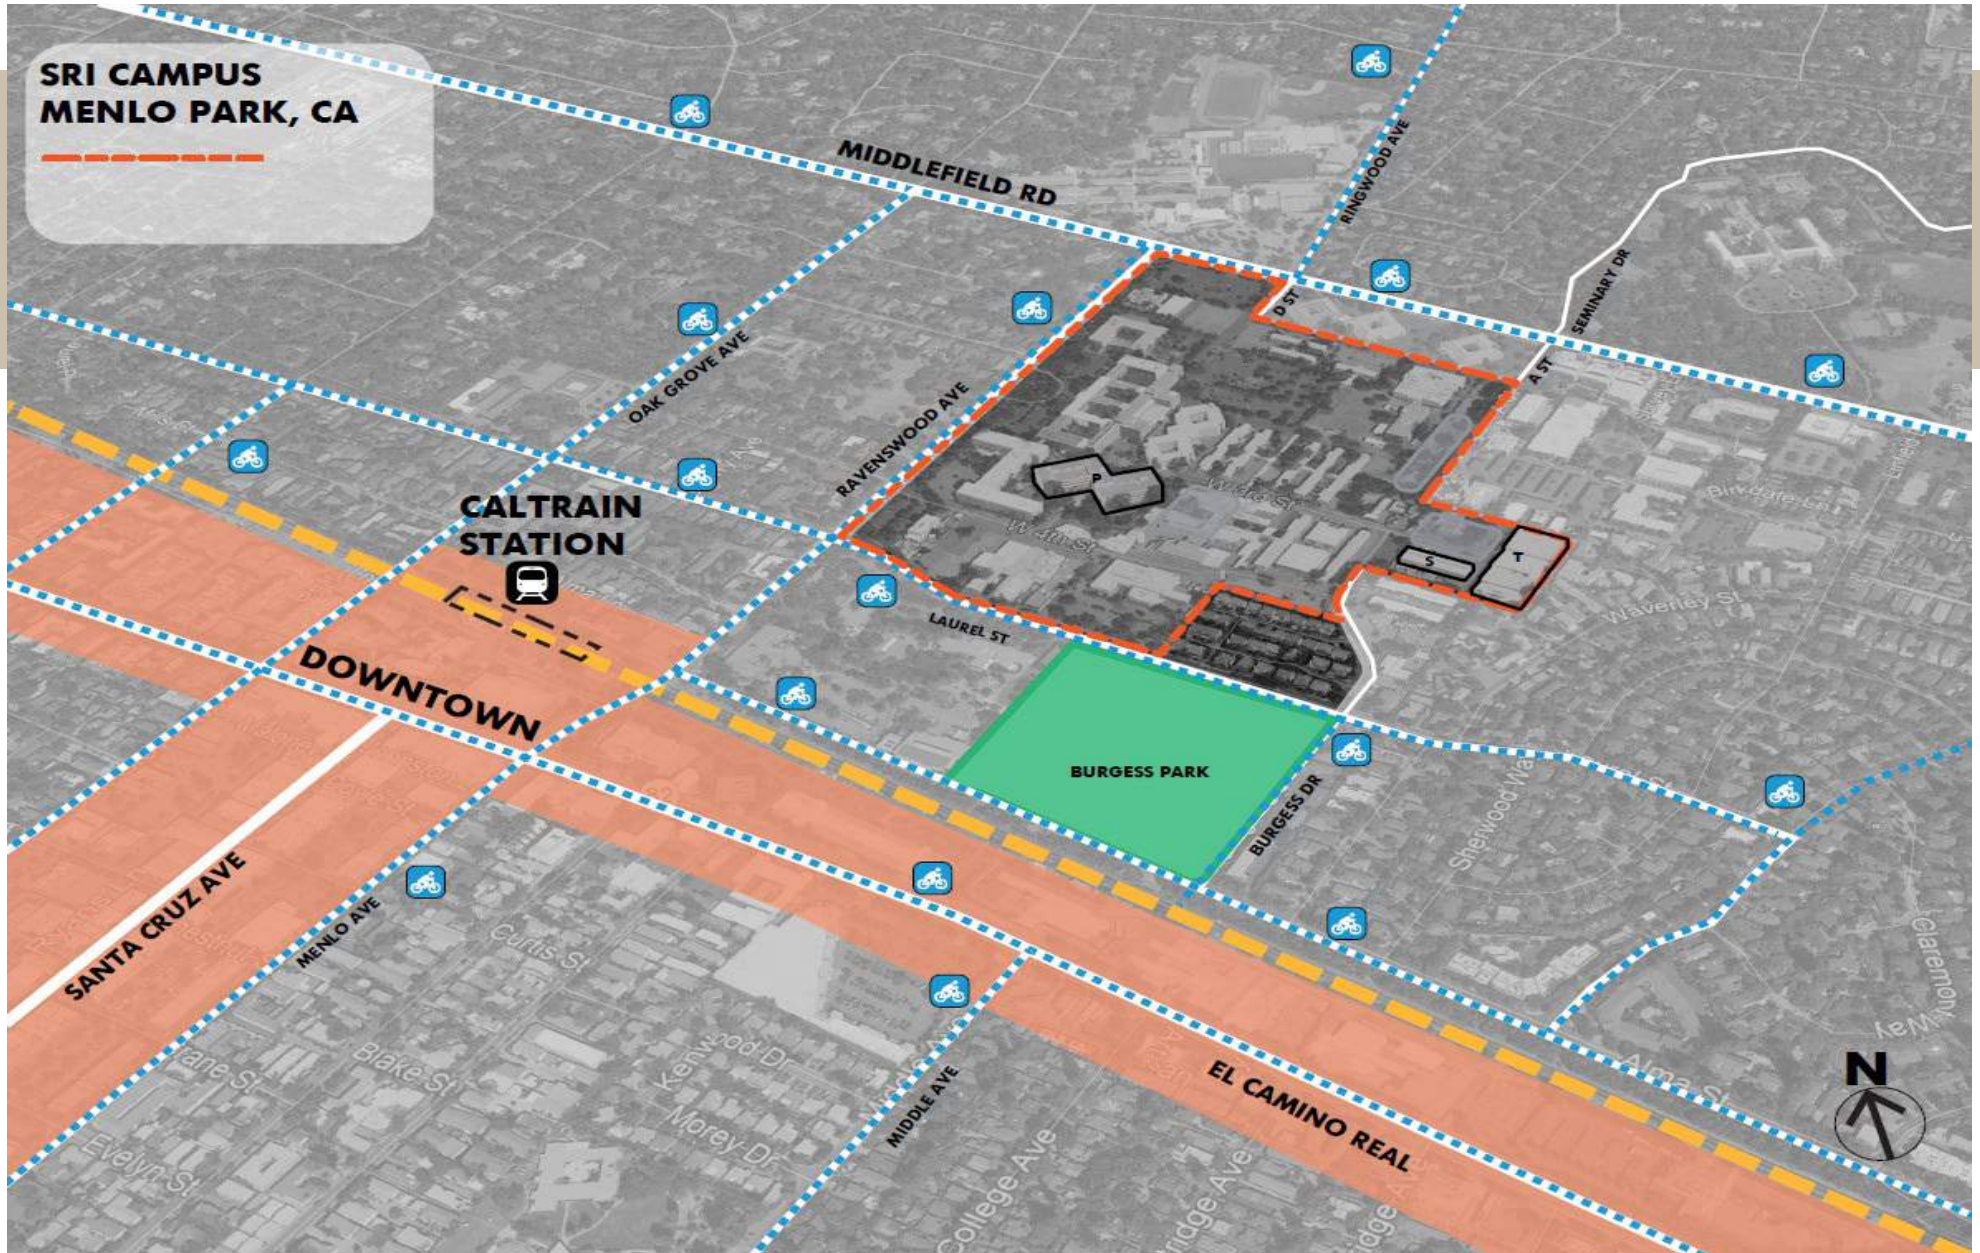 SRI CAMPUS
MENLO PARK, CA
MIDDLEFIELD RD
RINGWOOD AVE
SEMINARY DR
D ST
A ST
OAK GROVE AVE
RAVENSWOOD AVE
P
S
T
W 4th St
Waverley St
CALTRAIN
STATION
LAUREL ST
DOWNTOWN
BURGESS PARK
BURGESS DR
Sherwood Way
SANTA CRUZ AVE
MENLO AVE
Curtis St
Blake St
Evelyn St
Morey Dr
MIDDLE AVE
EL CAMINO REAL
College Ave
Alma St
Claremont
Way
N